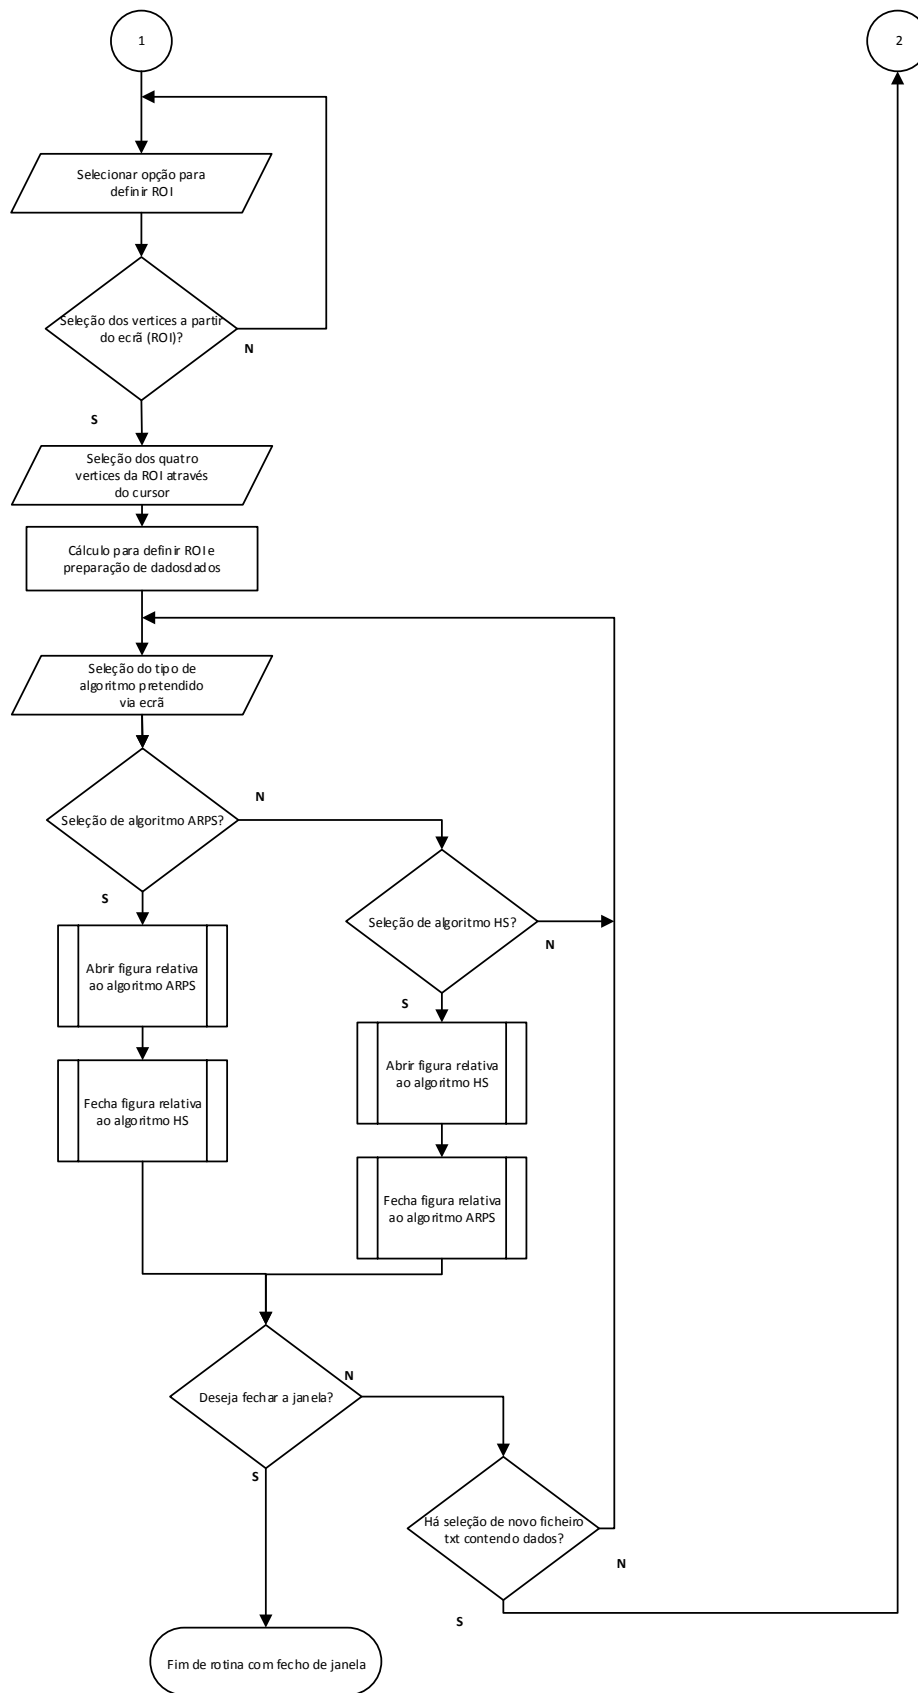 1
2
Selecionar opção para
definir ROI
Seleção dos vertices a partir
do ecrã (ROI)?
N
S
Seleção dos quatro
vertices da ROI através
do cursor
Cálculo para definir ROI e
preparação de dadosdados
Seleção do tipo de
algoritmo pretendido
via ecrã
Seleção de algoritmo ARPS?
N
S
Seleção de algoritmo HS?
N
S
Abrir figura relativa
ao algoritmo ARPS
Fecha figura relativa
ao algoritmo HS
Abrir figura relativa
ao algoritmo HS
Fecha figura relativa
ao algoritmo ARPS
Deseja fechar a janela?
N
S
Há seleção de novo ficheiro
txt contendo dados?
N
S
Fim de rotina com fecho de janela